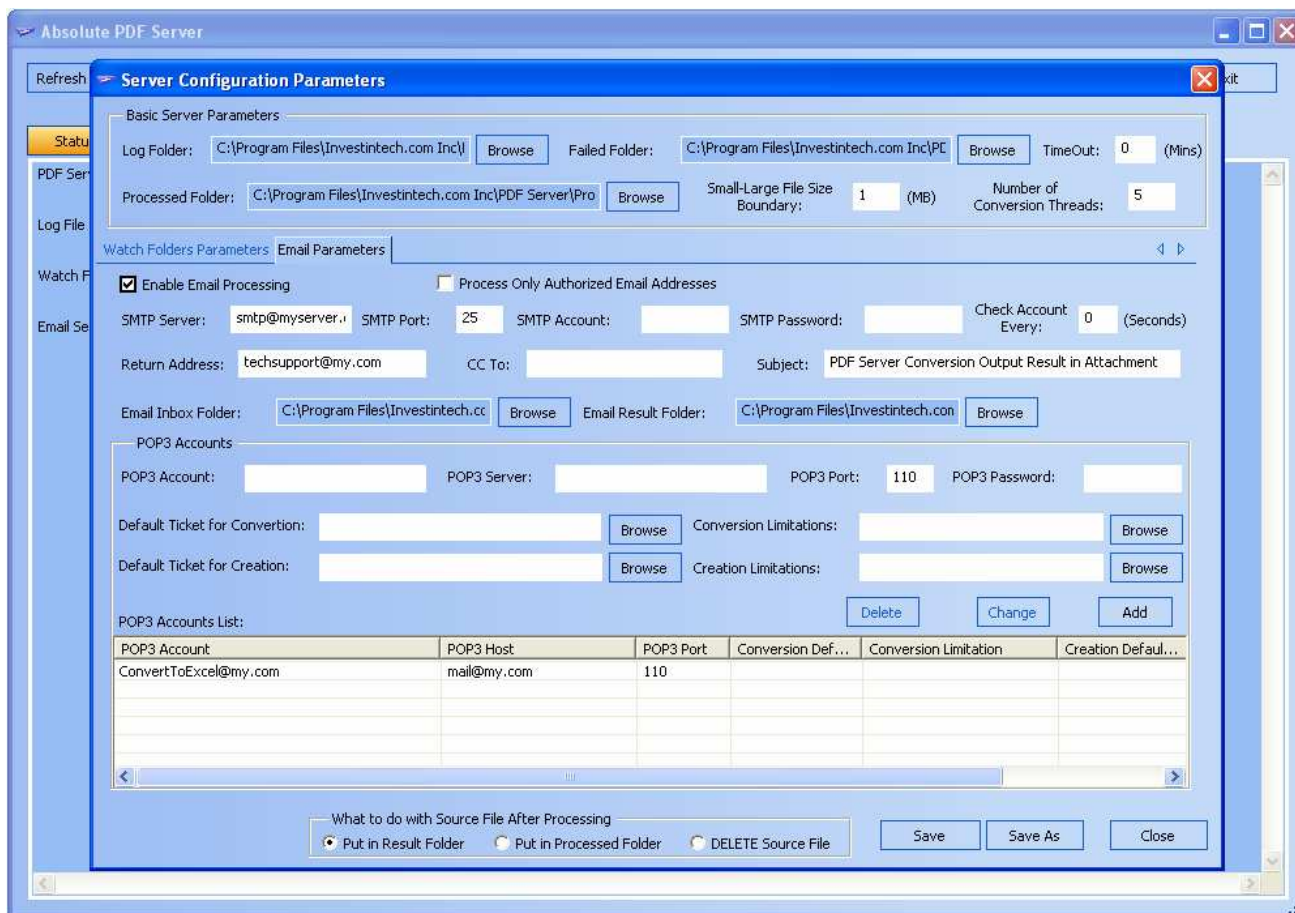 Absolute PDF Server
Refresh
Server Configuration Parameters
xit
Basic Server Parameters
Statu
Log Folder: C:\Program Files\Investintech.com Inc\I Browse Failed Folder: C:\Program Files\Investintech.com Inc\PD Browse TimeOut: 0 (Mins)
PDF Ser
Processed Folder: C:\Program Files\Investintech.com Inc\PDF Server\Pro Browse Small-Large File Size Boundary: 1 (MB) Number of Conversion Threads: 5
Log File
Watch Folders Parameters Email Parameters
Watch F
Enable Email Processing Process Only Authorized Email Addresses
Email Se
SMTP Server: smtp@myserver. SMTP Port: 25 SMTP Account: SMTP Password: Check Account Every: 0 (Seconds)
Return Address: techsupport@my.com CC To: Subject: PDF Server Conversion Output Result in Attachment
Email Inbox Folder: C:\Program Files\Investintech.cc Browse Email Result Folder: C:\Program Files\Investintech.con Browse
POP3 Accounts
POP3 Account: POP3 Server: POP3 Port: 110 POP3 Password:
Default Ticket for Convertion: Browse Conversion Limitations: Browse
Default Ticket for Creation: Browse Creation Limitations: Browse
Delete Change Add
POP3 Accounts List:
POP3 Account POP3 Host POP3 Port Conversion Def... Conversion Limitation Creation Defaul...
ConvertToExcel@my.com mail@my.com 110
What to do with Source File After Processing
Put in Result Folder Put in Processed Folder DELETE Source File
Save Save As Close